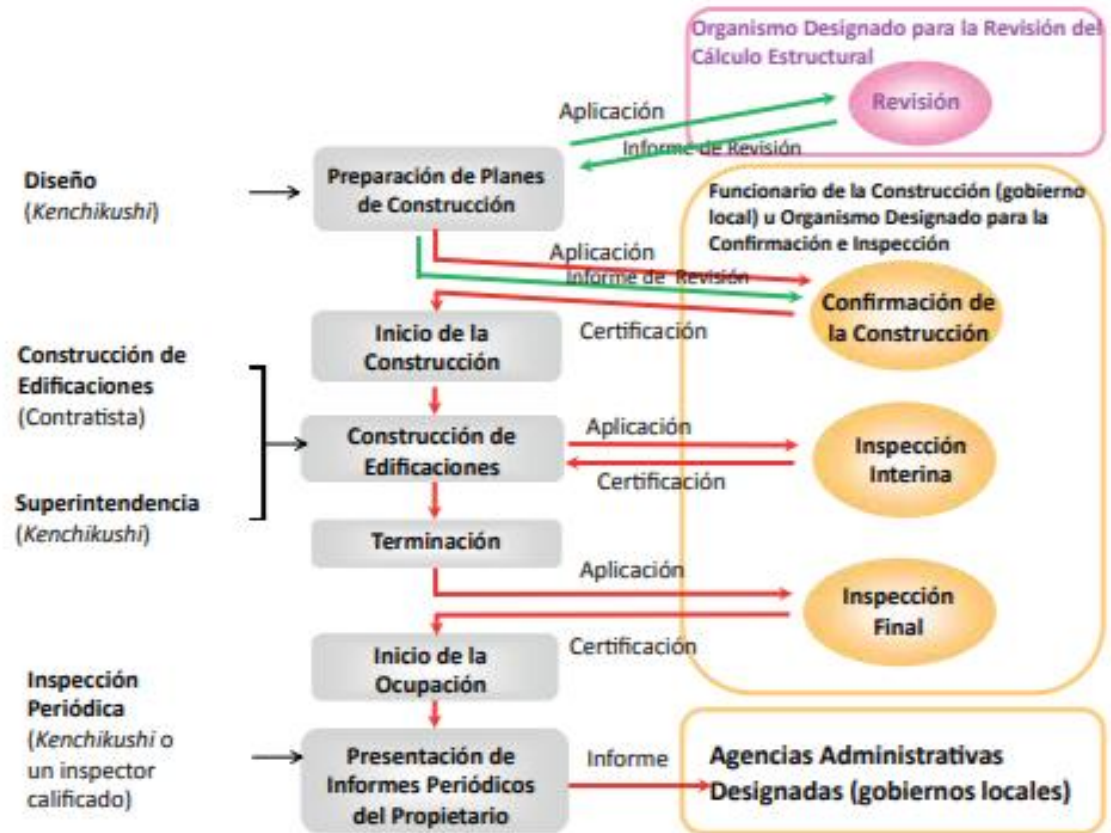 Organismo Designado para la Revisión del
Cálculo Estructural
Revisión
Aplicación
Informe de Revisión
Diseño
(Kenchikushi)
Preparación de Planes
de Construcción
Funcionario de la Construcción (gobierno
local) u Organismo Designado para la
Confirmación e Inspección
Aplicación
Informe de Revisión
Confirmación de
la Construcción
Certificación
Inicio de la
Construcción
Construcción de
Edificaciones
(Contratista)
Construcción de
Edificaciones
Aplicación
Certificación
Inspección
Interina
Superintendencia
(Kenchikushi)
Terminación
Aplicación
Inspección
Final
Certificación
Inicio de la
Ocupación
Inspección
Periódica
(Kenchikushi o
un inspector
calificado)
Presentación de
Informes Periódicos
del Propietario
Informe
Agencias Administrativas
Designadas (gobiernos locales)